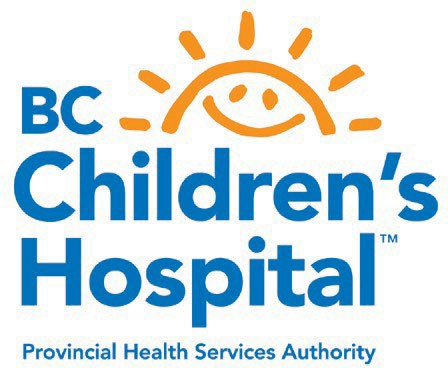 BC
Children's
Hospital™
Provincial Health Services Authority